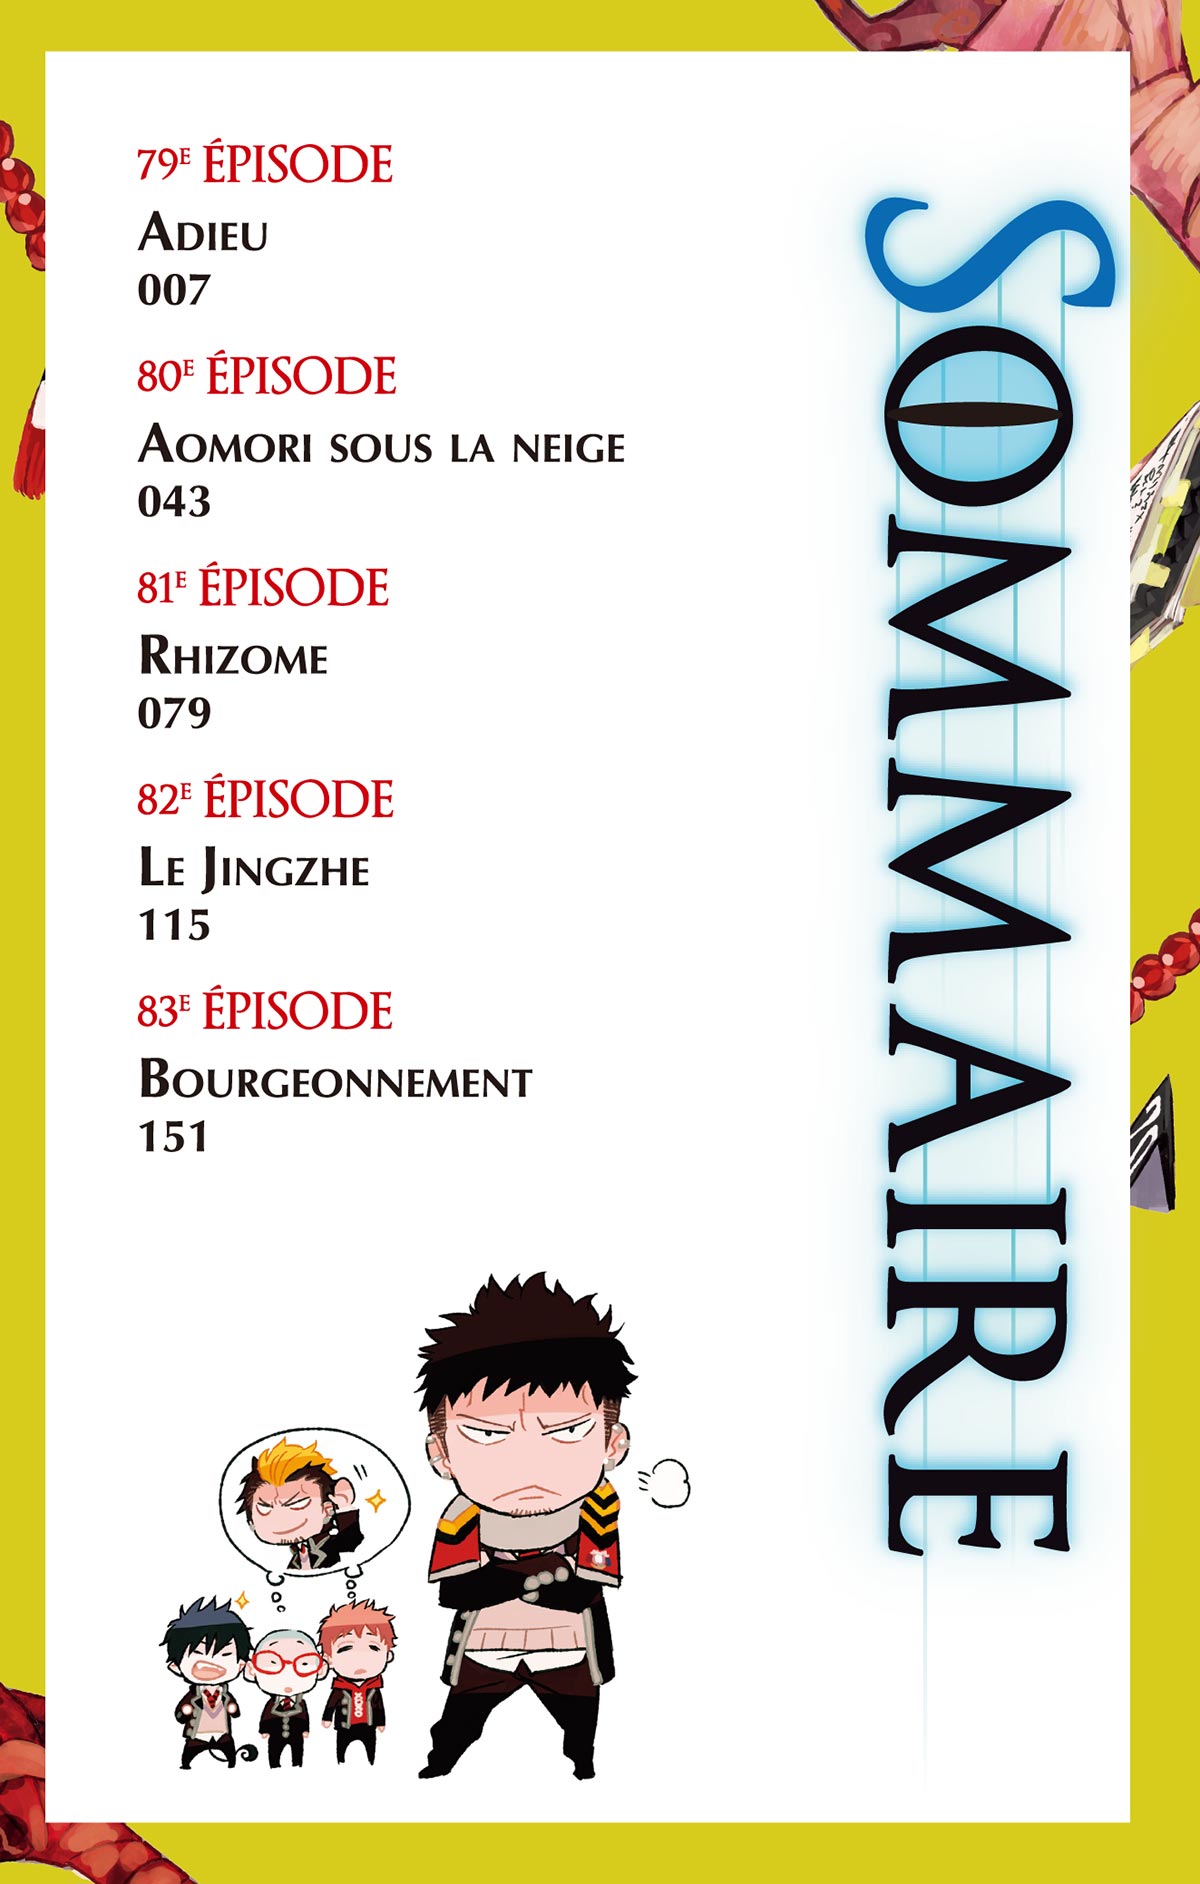 79E ÉPISODE
ADIEU
007
80E ÉPISODE
AOMORI SOUS LA NEIGE
043
81E ÉPISODE
RHIZOME
079
82E ÉPISODE
LE JINGZHE
115
83E ÉPISODE
BOURGEONNEMENT
151
SOMMAIRE